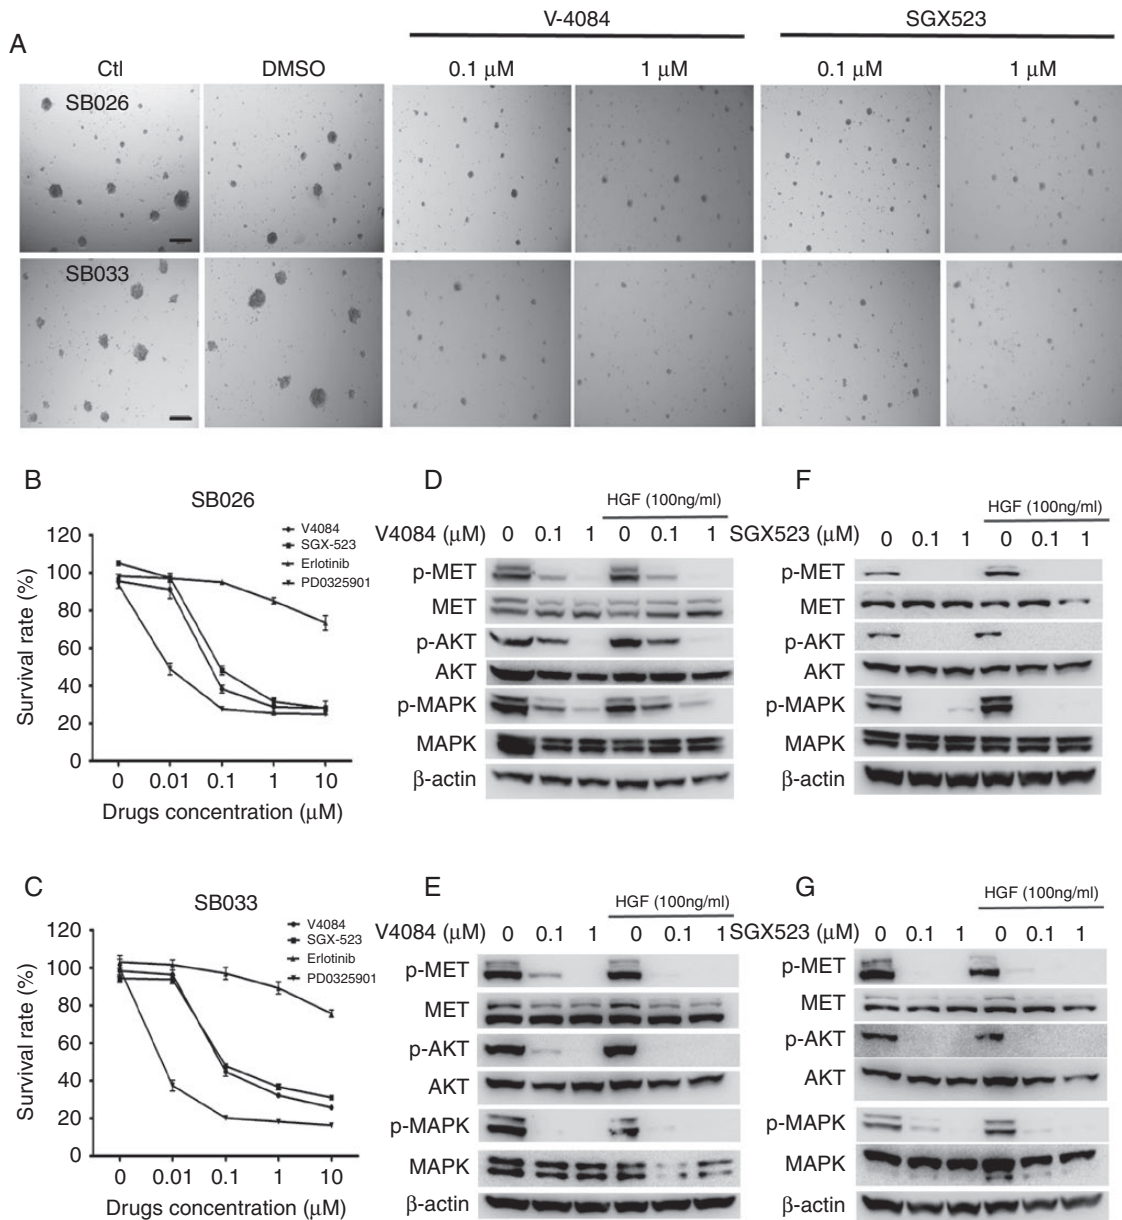 V-4084
SGX523
A
Ctl
DMSO
0.1 μM
1 μM
0.1 μM
1 μM
SB026
SB033
B
SB026
V4084
SGX-523
Erlotinib
PD0325901
Survival rate (%)
120
100
80
60
40
20
0
0 0.01 0.1 1 10
Drugs concentration (μM)
D
HGF (100ng/ml)
V4084 (μM) 0 0.1 1 0 0.1 1
p-MET
MET
p-AKT
AKT
p-MAPK
MAPK
β-actin
F
HGF (100ng/ml)
SGX523 (μM) 0 0.1 1 0 0.1 1
p-MET
MET
p-AKT
AKT
p-MAPK
MAPK
β-actin
C
SB033
V4084
SGX-523
Erlotinib
PD0325901
Survival rate (%)
120
100
80
60
40
20
0
0 0.01 0.1 1 10
Drugs concentration (μM)
E
HGF (100ng/ml)
V4084 (μM) 0 0.1 1 0 0.1 1
p-MET
MET
p-AKT
AKT
p-MAPK
MAPK
β-actin
G
HGF (100ng/ml)
SGX523 (μM) 0 0.1 1 0 0.1 1
p-MET
MET
p-AKT
AKT
p-MAPK
MAPK
β-actin